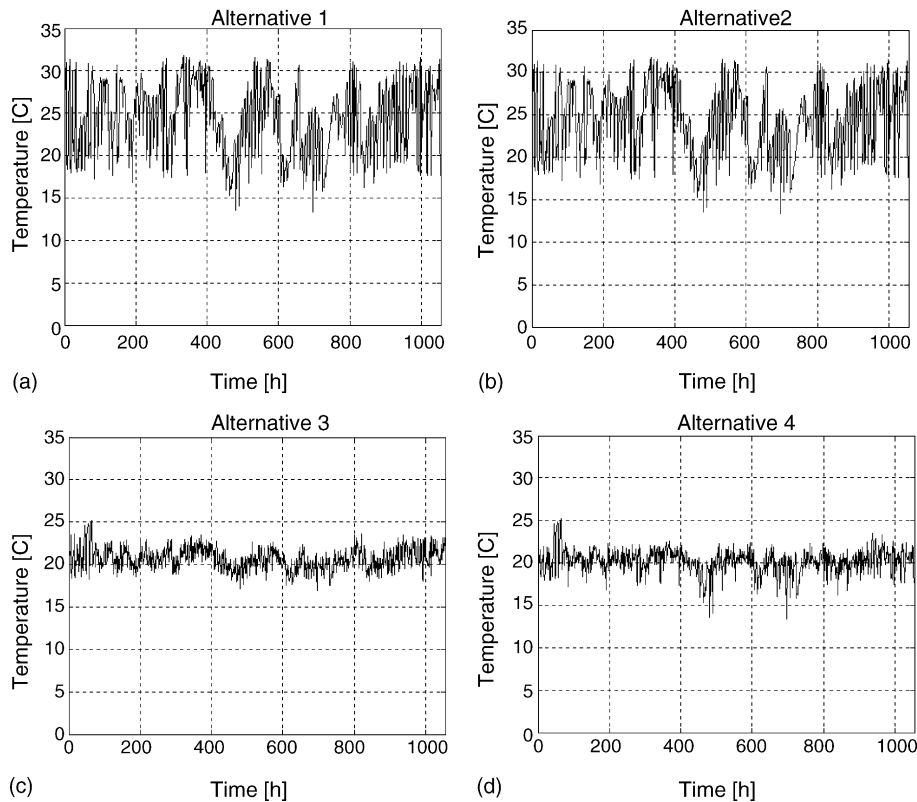 Alternative 1
35
30
25
20
15
10
5
0
Temperature [C]
0 200 400 600 800 1000
Time [h]
(a)
Alternative2
35
30
25
20
15
10
5
0
Temperature [C]
0 200 400 600 800 1000
Time [h]
(b)
Alternative 3
35
30
25
20
15
10
5
0
Temperature [C]
0 200 400 600 800 1000
Time [h]
(c)
Alternative 4
35
30
25
20
15
10
5
0
Temperature [C]
0 200 400 600 800 1000
Time [h]
(d)